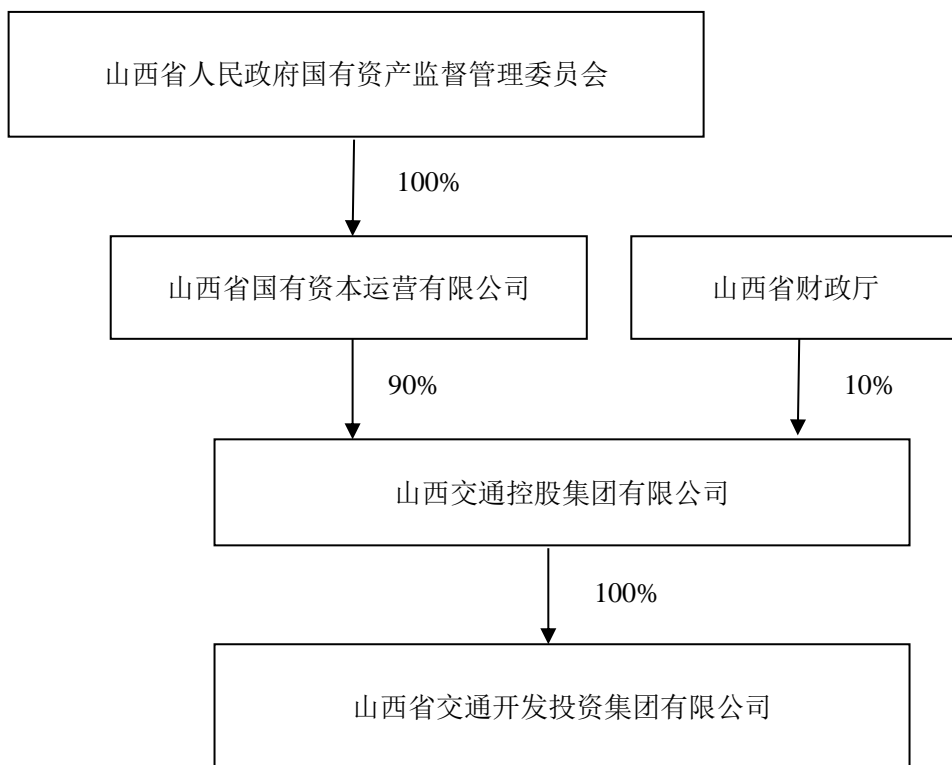 山西省人民政府国有资产监督管理委员会
100%
山西省国有资本运营有限公司
山西省财政厅
90%
10%
山西交通控股集团有限公司
100%
山西省交通开发投资集团有限公司